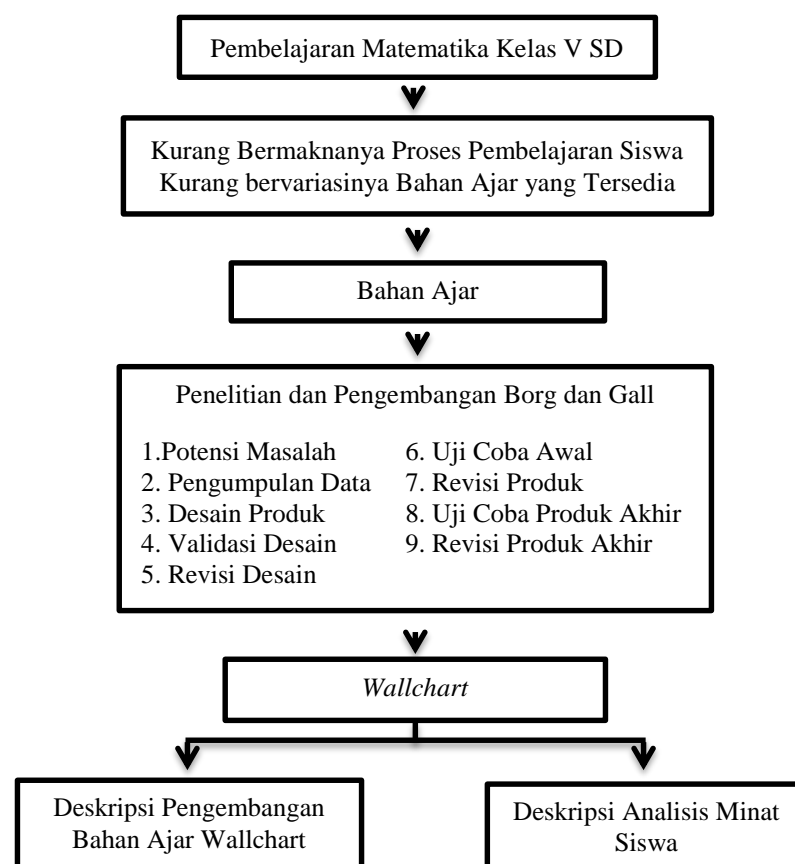 Pembelajaran Matematika Kelas V SD
Kurang Bermaknanya Proses Pembelajaran Siswa
Kurang bervariasinya Bahan Ajar yang Tersedia
Bahan Ajar
Penelitian dan Pengembangan Borg dan Gall
1.Potensi Masalah
2. Pengumpulan Data
3. Desain Produk
4. Validasi Desain
5. Revisi Desain
6. Uji Coba Awal
7. Revisi Produk
8. Uji Coba Produk Akhir
9. Revisi Produk Akhir
Wallchart
Deskripsi Pengembangan
Bahan Ajar Wallchart
Deskripsi Analisis Minat
Siswa